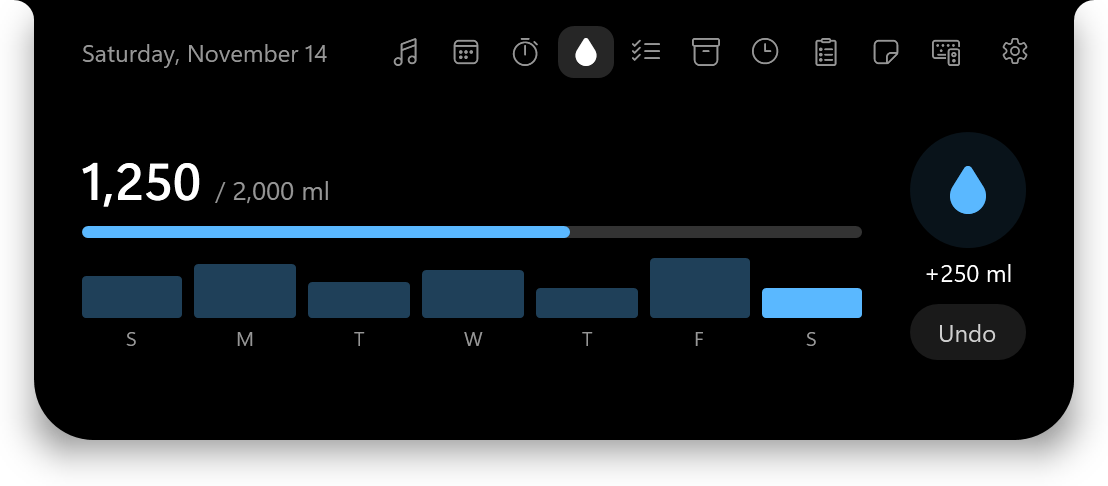 Saturday, November 14
1,250 / 2,000 ml
+250 ml
Undo
S M T W T F S